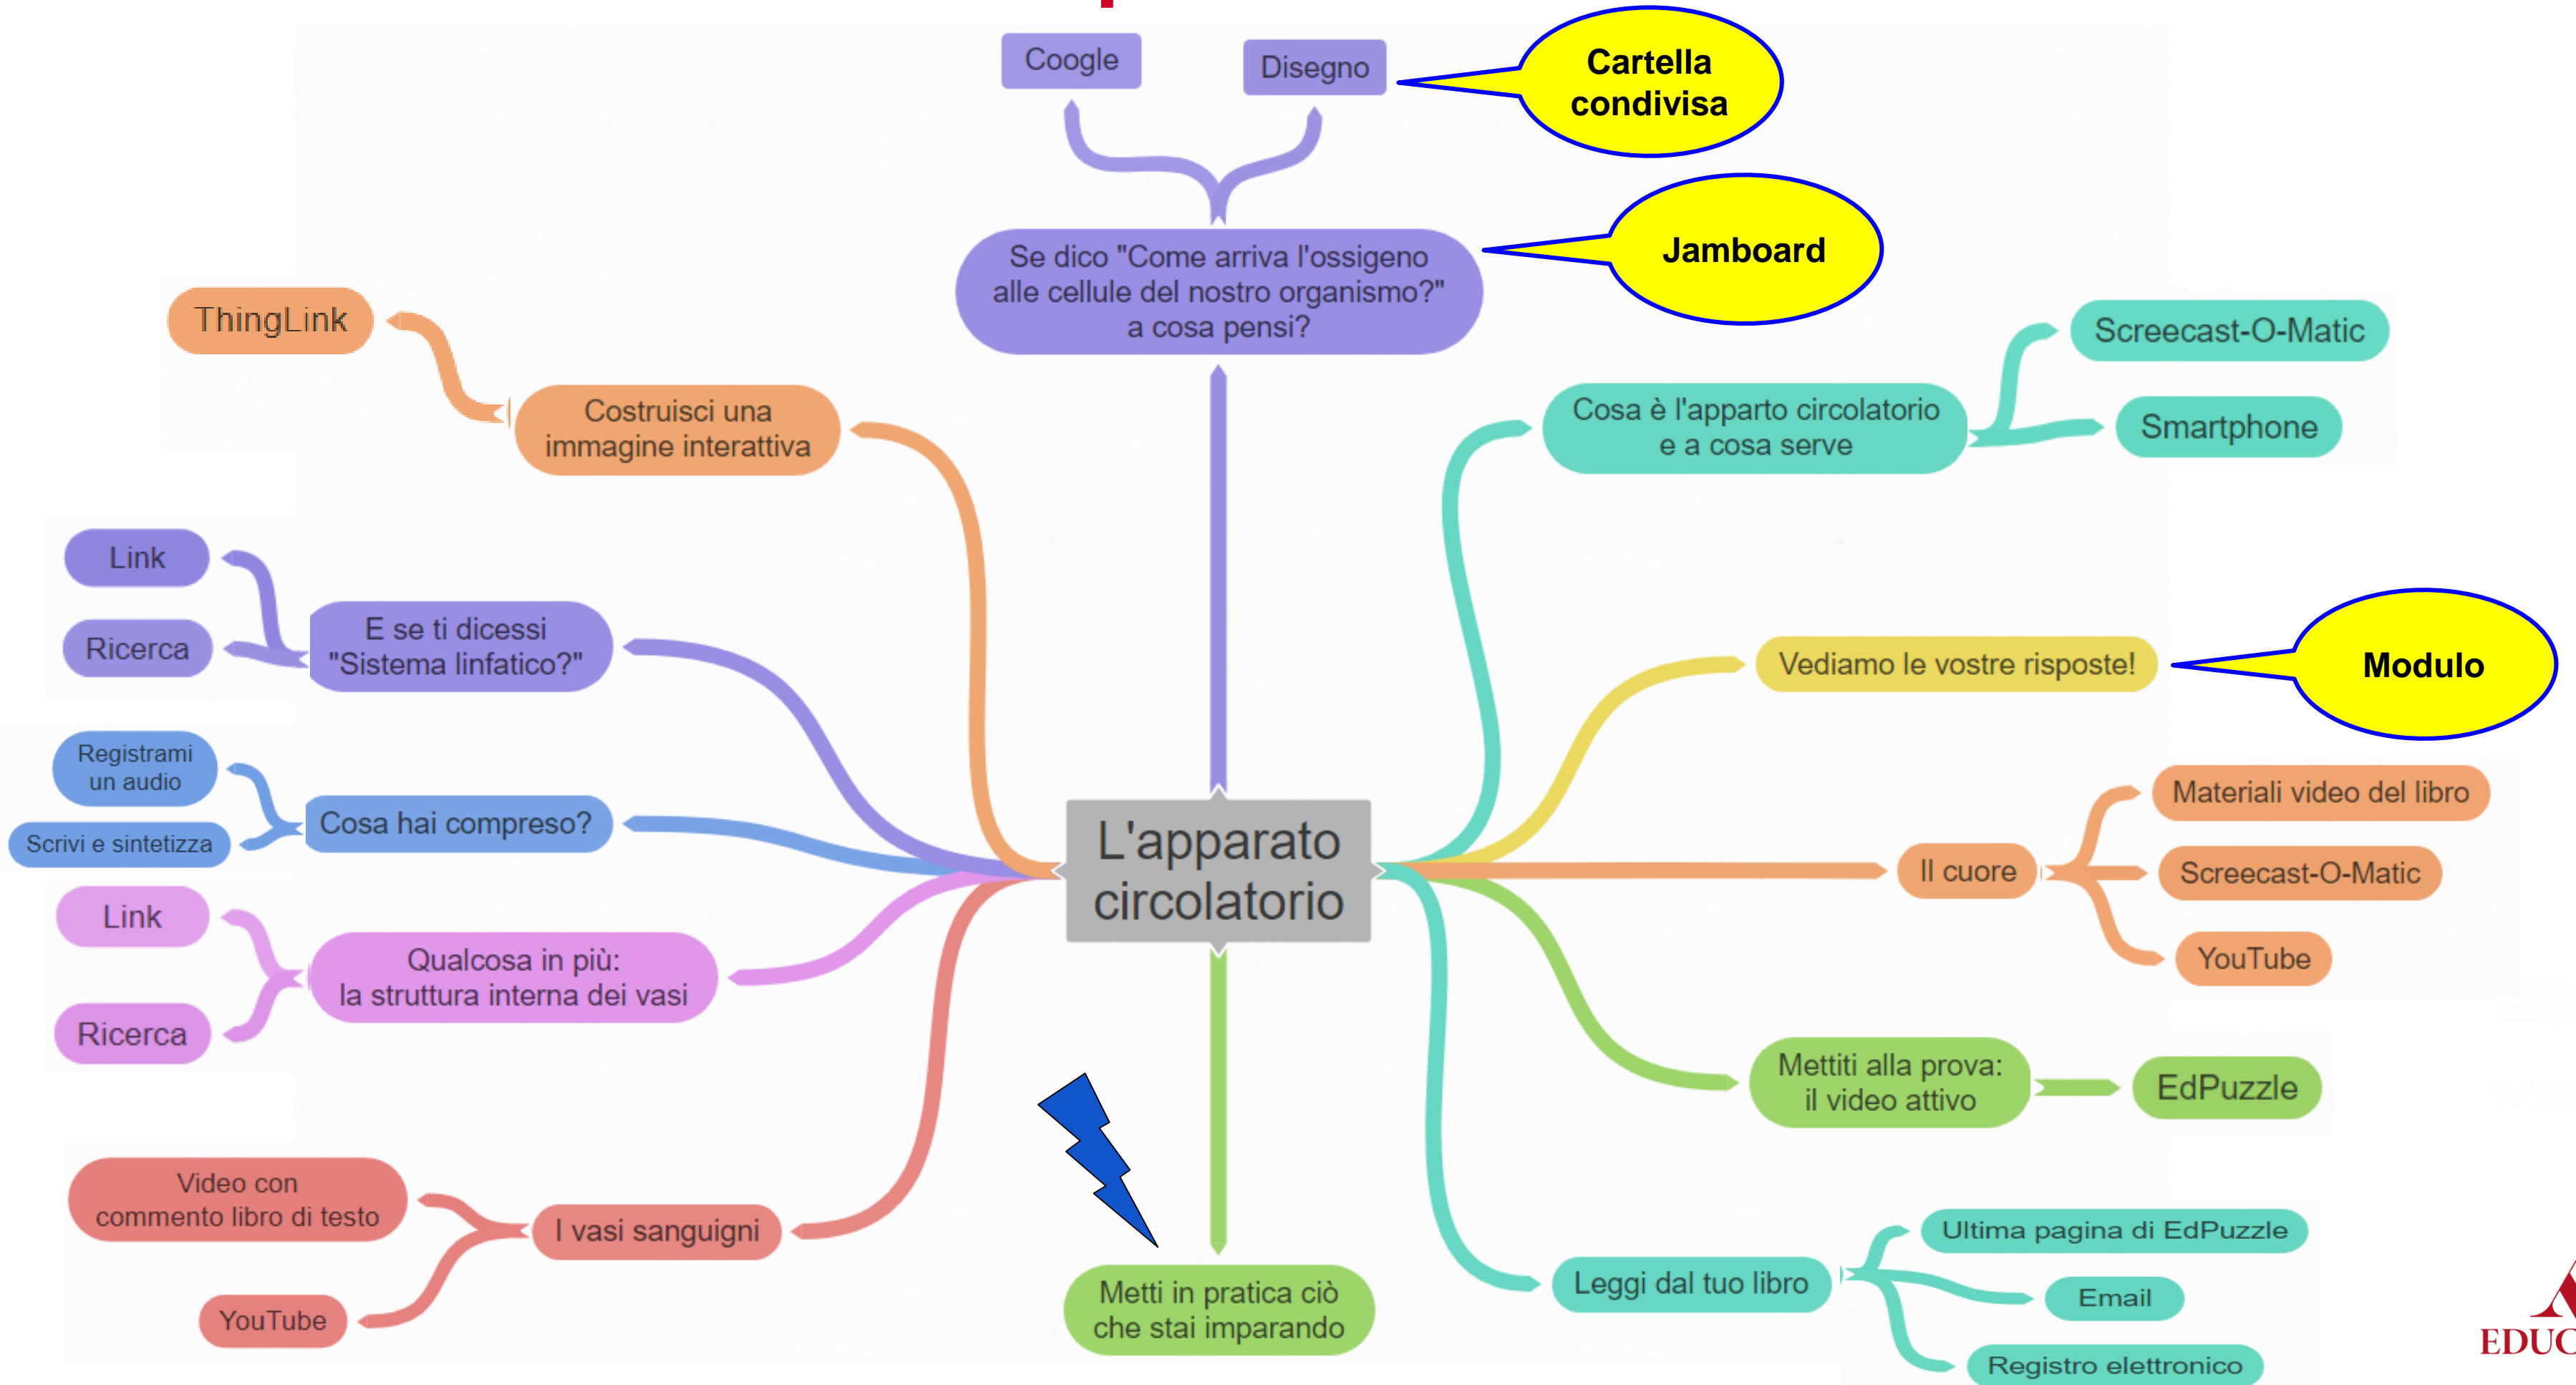 Coogle
Disegno
Cartella
condivisa
Se dico "Come arriva l'ossigeno
alle cellule del nostro organismo?"
a cosa pensi?
Jamboard
ThingLink
Costruisci una
immagine interattiva
Cosa è l'apparto circolatorio
e a cosa serve
Screecast-O-Matic
Smartphone
Link
Ricerca
E se ti dicessi
"Sistema linfatico?"
Vediamo le vostre risposte!
Modulo
Registrami
un audio
Scrivi e sintetizza
Cosa hai compreso?
L'apparato
circolatorio
Il cuore
Materiali video del libro
Screecast-O-Matic
YouTube
Link
Ricerca
Qualcosa in più:
la struttura interna dei vasi
Mettiti alla prova:
il video attivo
EdPuzzle
Video con
commento libro di testo
YouTube
I vasi sanguigni
Metti in pratica ciò
che stai imparando
Leggi dal tuo libro
Ultima pagina di EdPuzzle
Email
Registro elettronico